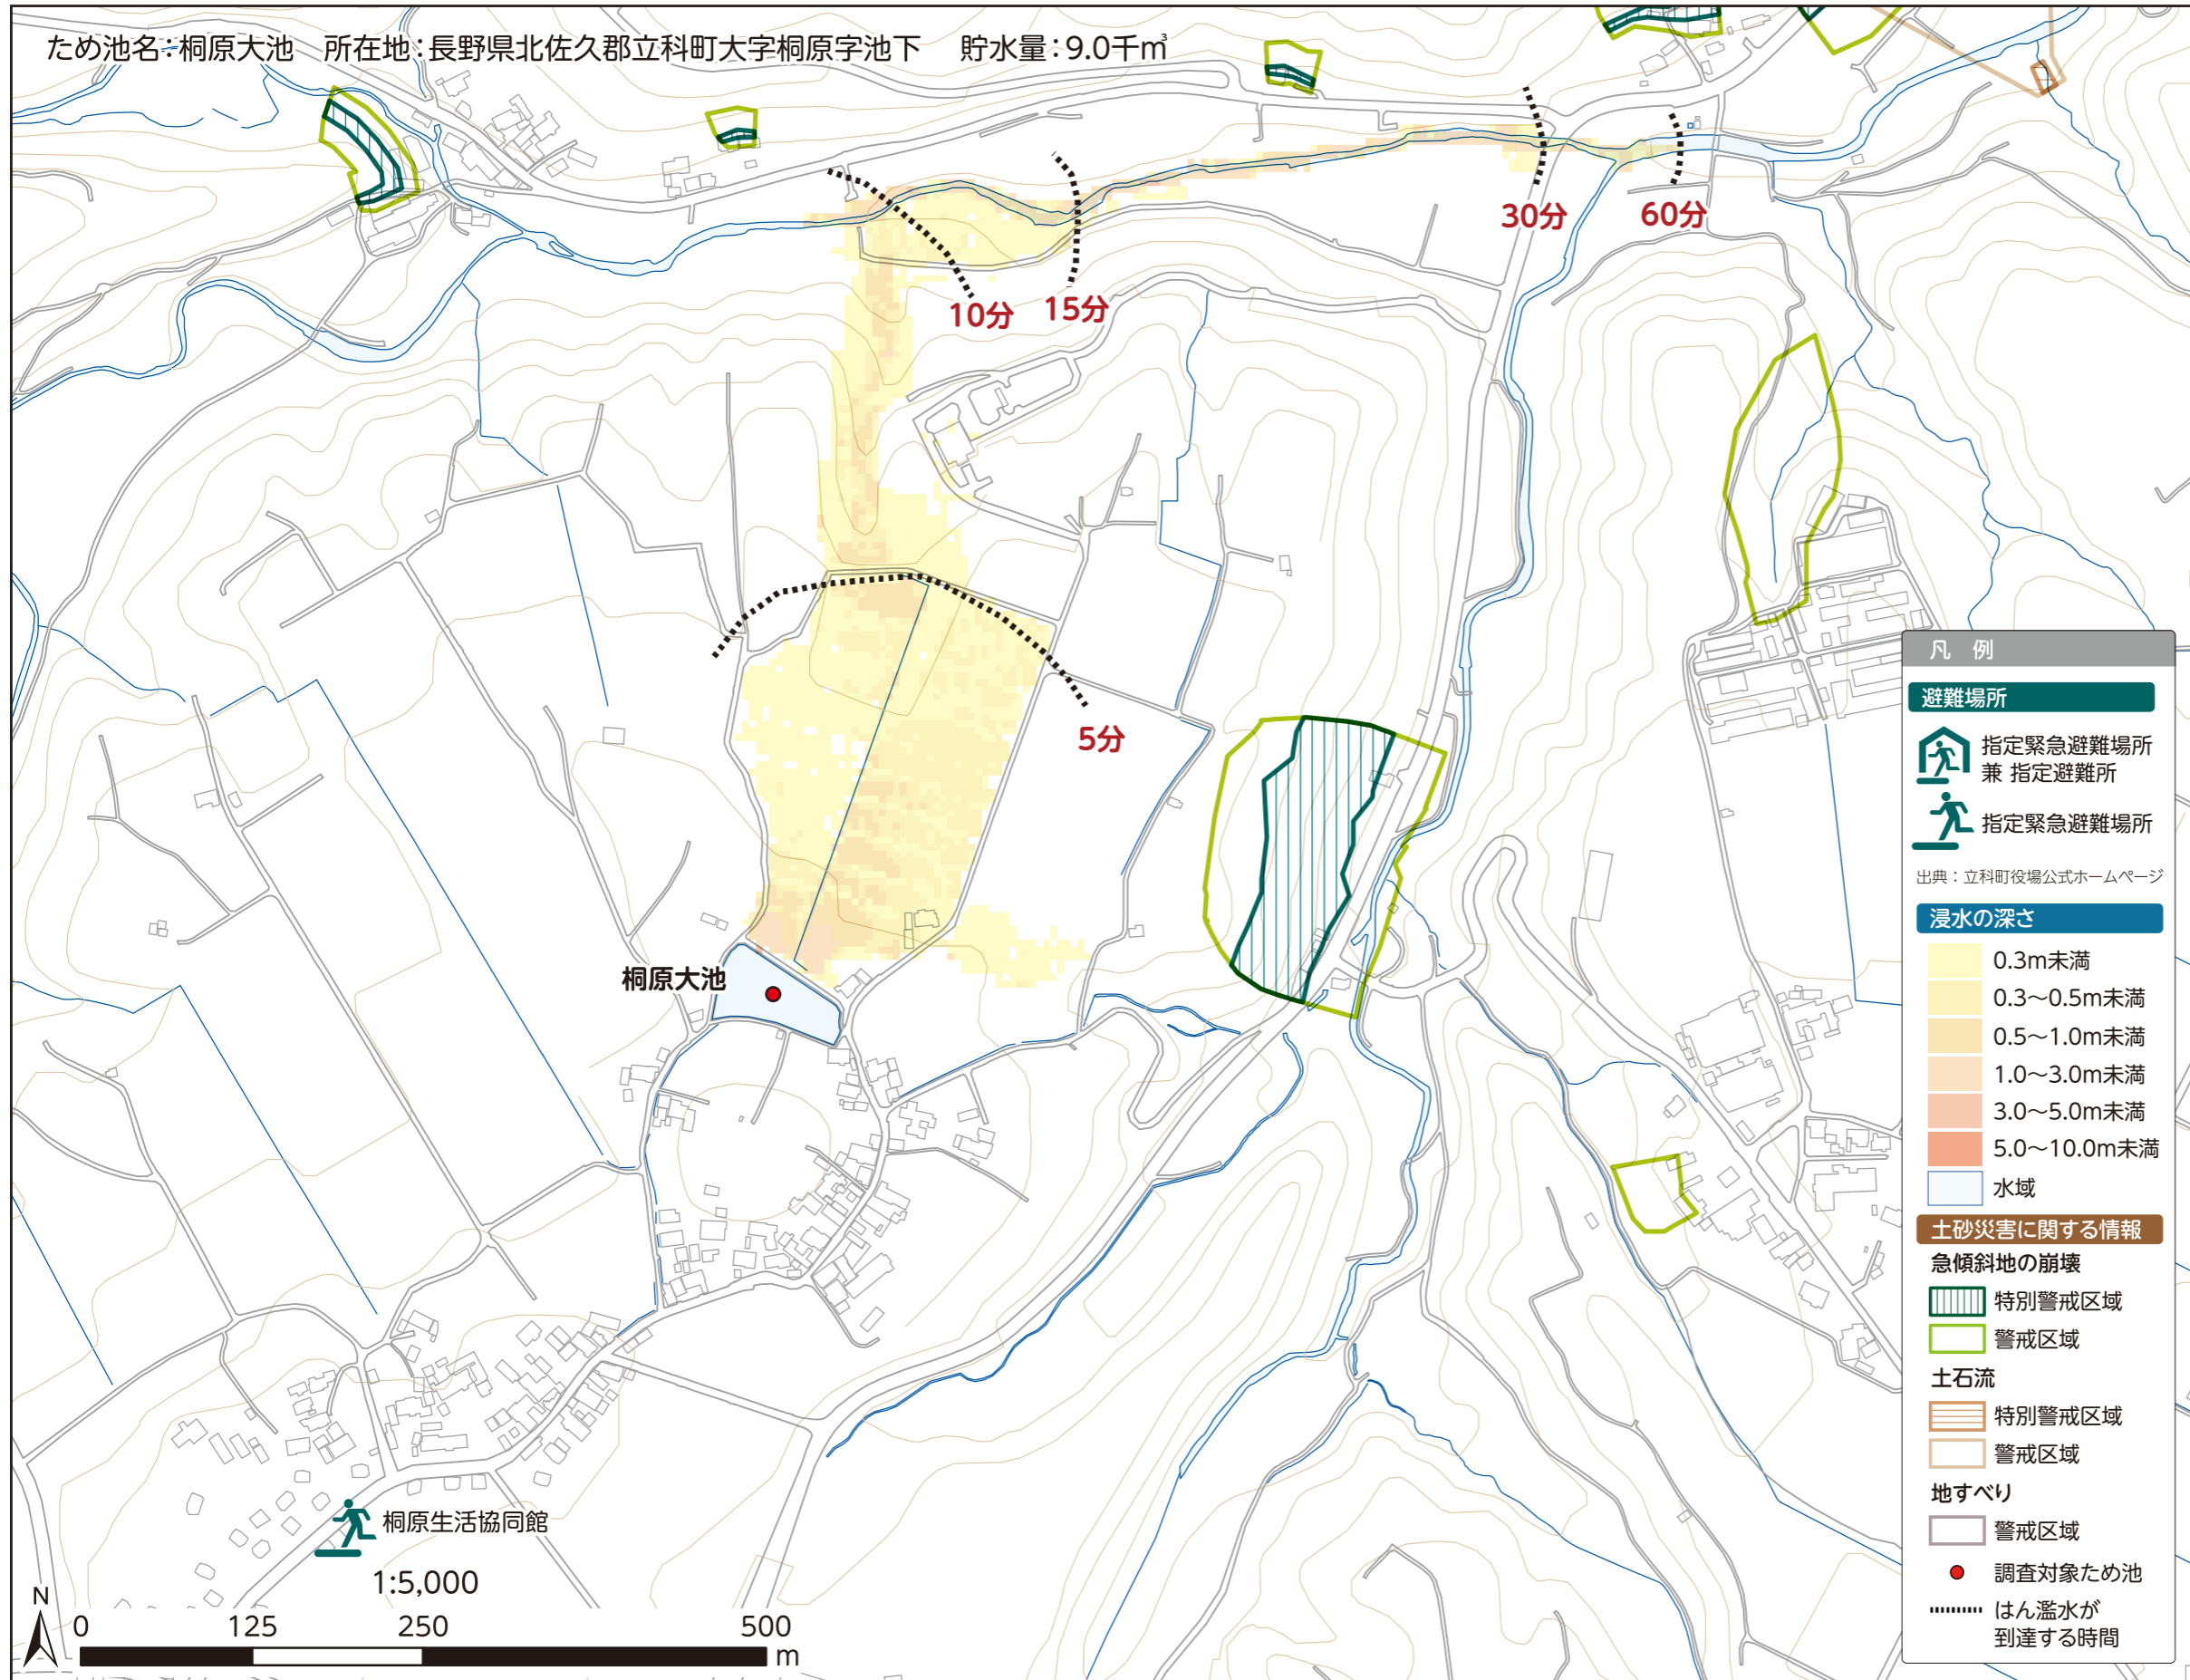 ため池名：桐原大池　所在地：長野県北佐久郡立科町大字桐原字池下　貯水量：9.0千㎥
30分
60分
10分
15分
5分
桐原大池
桐原生活協同館
1:5,000
N
0 125 250 500
m
凡　例
避難場所
指定緊急避難場所
兼 指定避難所
指定緊急避難場所
出典：立科町役場公式ホームページ
浸水の深さ
0.3m未満
0.3～0.5m未満
0.5～1.0m未満
1.0～3.0m未満
3.0～5.0m未満
5.0～10.0m未満
水域
土砂災害に関する情報
急傾斜地の崩壊
特別警戒区域
警戒区域
土石流
特別警戒区域
警戒区域
地すべり
警戒区域
調査対象ため池
はん濫水が
到達する時間